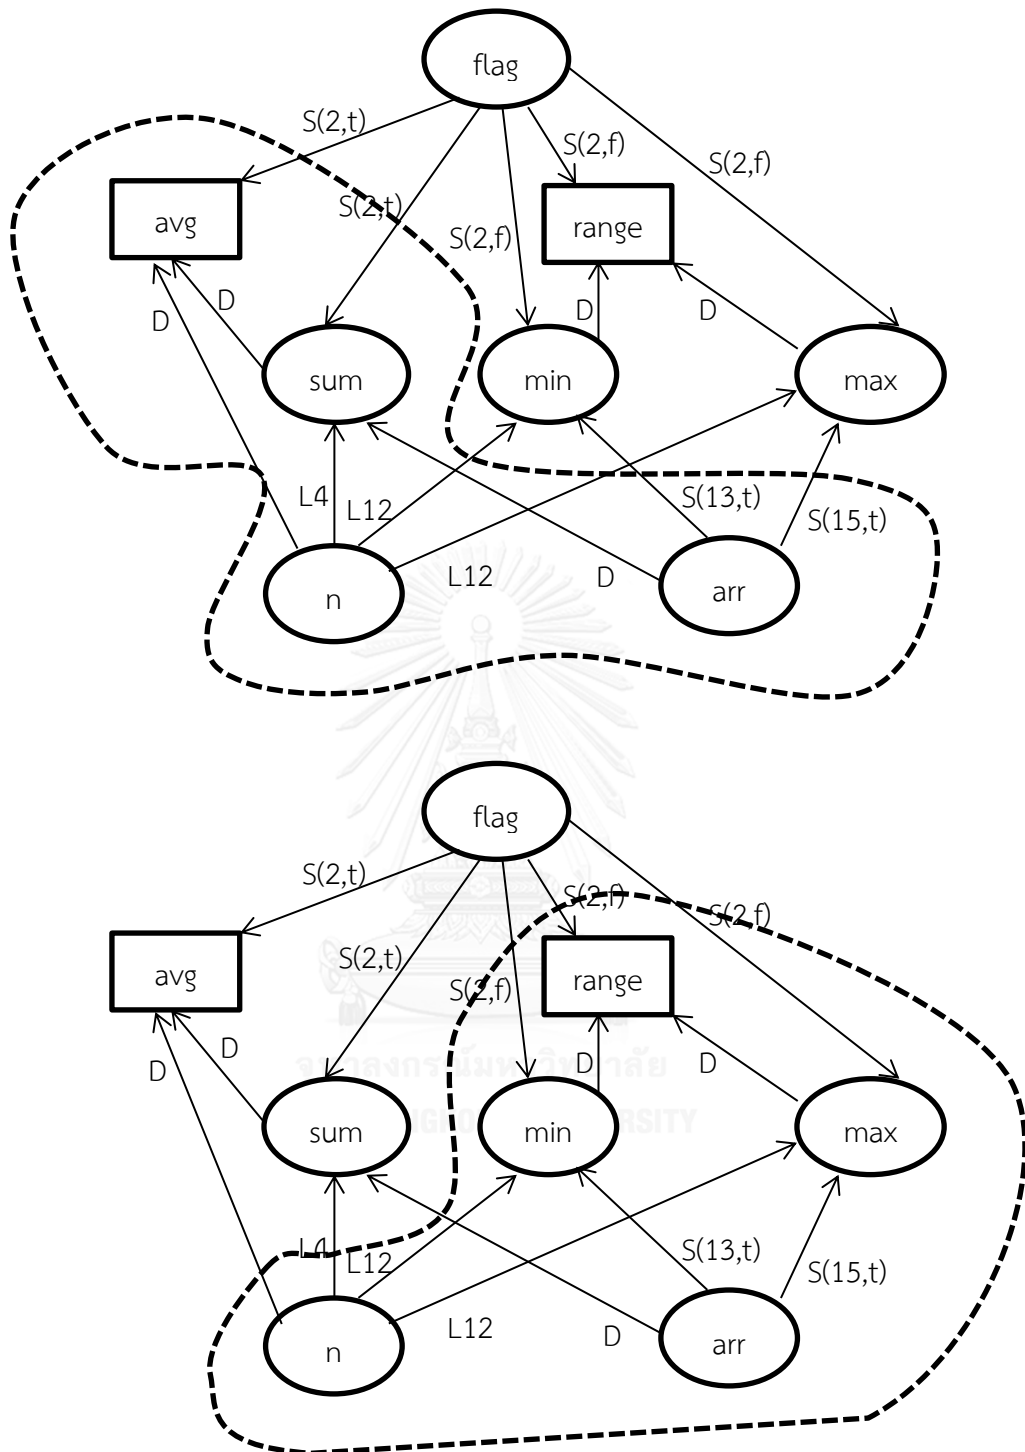 flag
S(2,t)
S(2,f)
S(2,f)
avg
S(2,t)
S(2,f)
range
D
D
D
D
sum
min
max
L4
L12
S(13,t)
S(15,t)
n
L12
D
arr
flag
S(2,t)
S(2,f)
S(2,f)
avg
S(2,t)
S(2,f)
range
D
D
D
D
sum
min
max
L4
L12
S(13,t)
S(15,t)
n
L12
D
arr